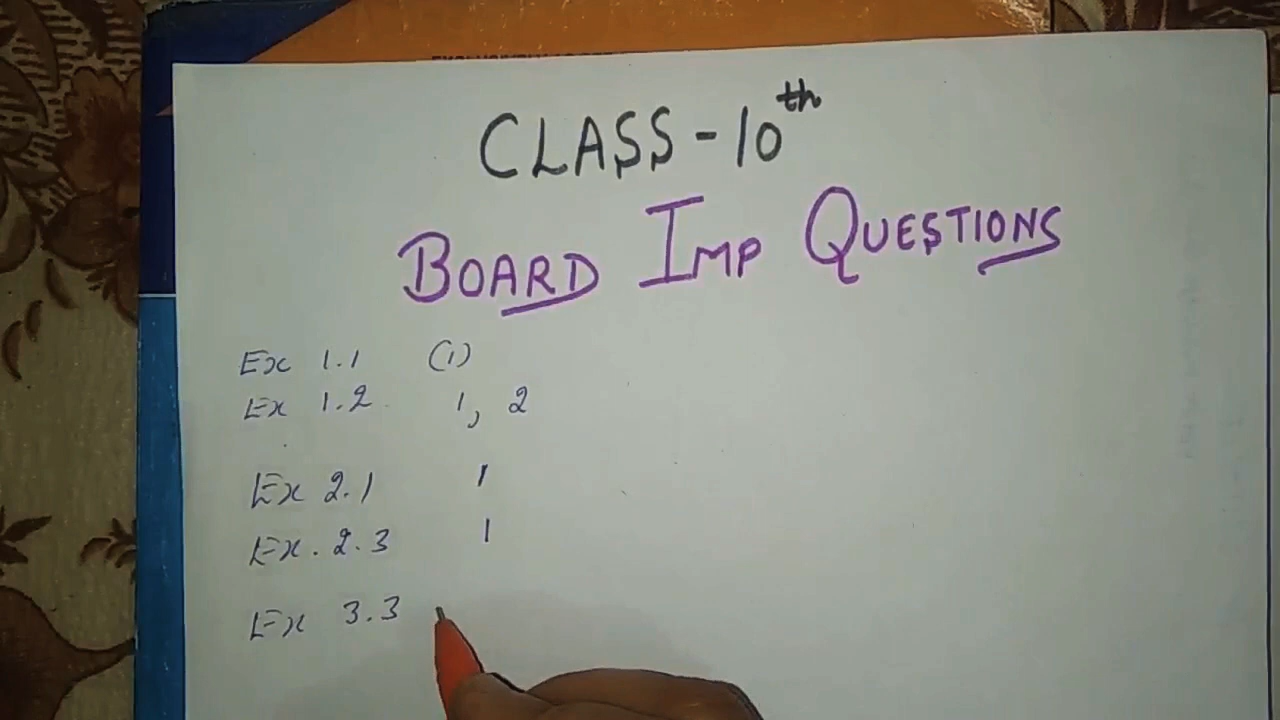 CLASS-10th
BOARD IMP QUESTIONS
Ex 1.1 (1)
Ex 1.2 1, 2
Ex 2.1 1
Ex. 2.3 1
Ex 3.3